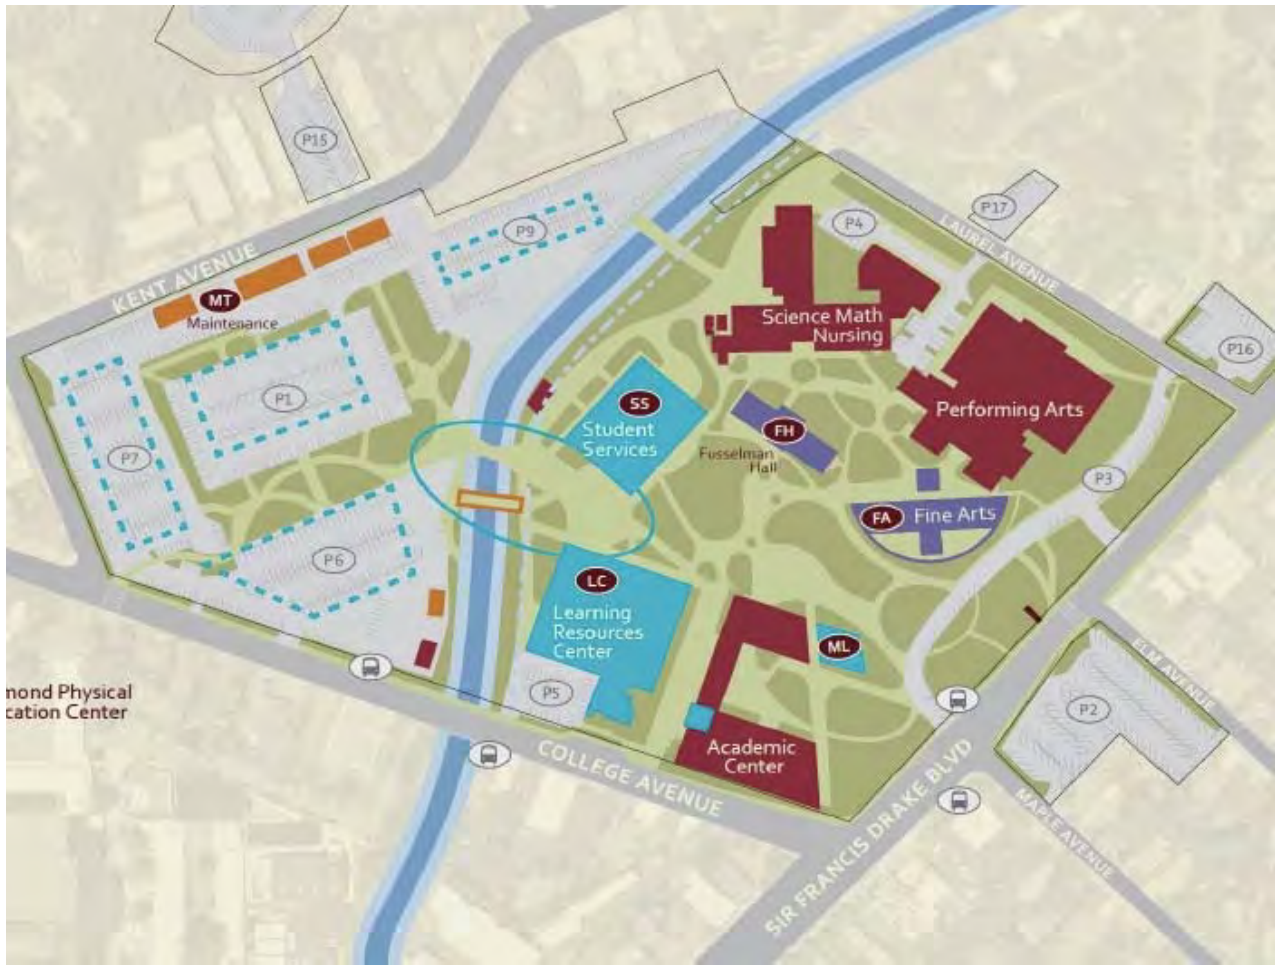 P15
P17
P4
LAUREL AVENUE
P9
KENT AVENUE
MT
Maintenance
Science Math
Nursing
P16
P1
SS
Student
Services
FH
Fusselman
Hall
Performing Arts
P7
P3
FA
Fine Arts
P6
LC
Learning
Resources
Center
ML
ELM AVENUE
mond Physical
cation Center
P5
P2
COLLEGE AVENUE
Academic
Center
SIR FRANCIS DRAKE BLVD
MAPLE AVENUE